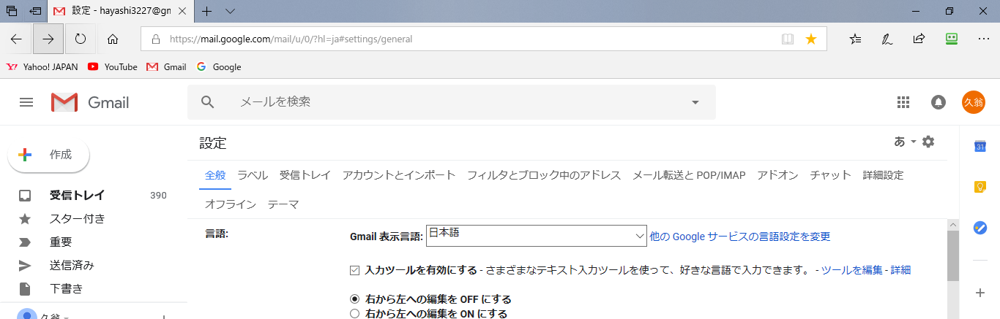 設定 - hayashi3227@gn
https://mail.google.com/mail/u/0/?hl=ja#settings/general
Yahoo! JAPAN YouTube Gmail Google
Gmail メールを検索 久翁
設定 あ
作成
全般 ラベル 受信トレイ アカウントとインポート フィルタとブロック中のアドレス メール転送と POP/IMAP アドオン チャット 詳細設定
31
受信トレイ 390
オフライン テーマ
スター付き
言語: Gmail 表示言語: 日本語 他の Google サービスの言語設定を変更
重要
送信済み
入力ツールを有効にする - さまざまなテキスト入力ツールを使って、好きな言語で入力できます。 - ツールを編集 - 詳細
下書き
右から左への編集を OFF にする
右から左への編集を ON にする
久翁